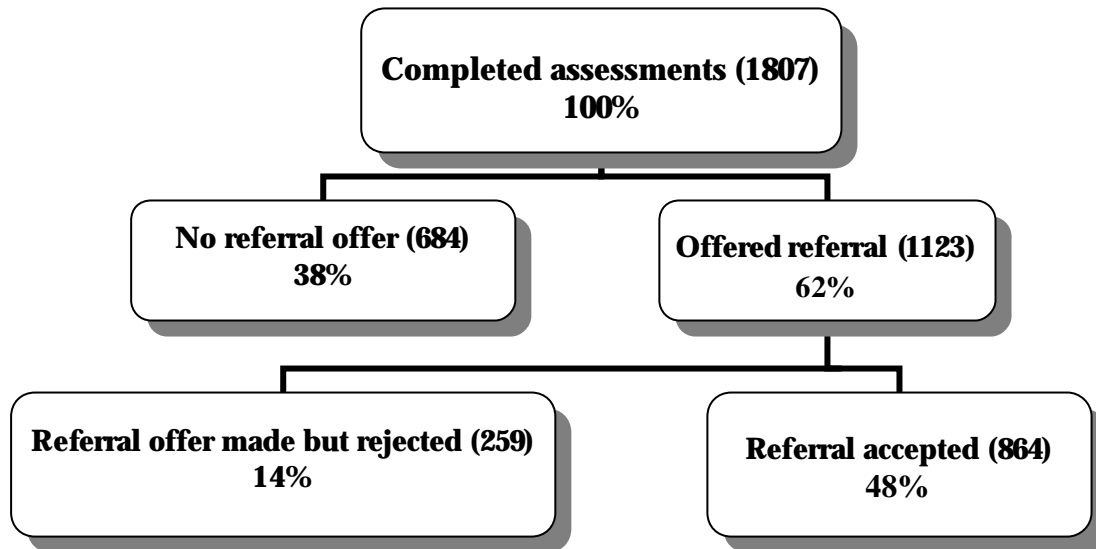 Completed assessments (1807)
100%
No referral offer (684)
38%
Offered referral (1123)
62%
Referral offer made but rejected (259)
14%
Referral accepted (864)
48%